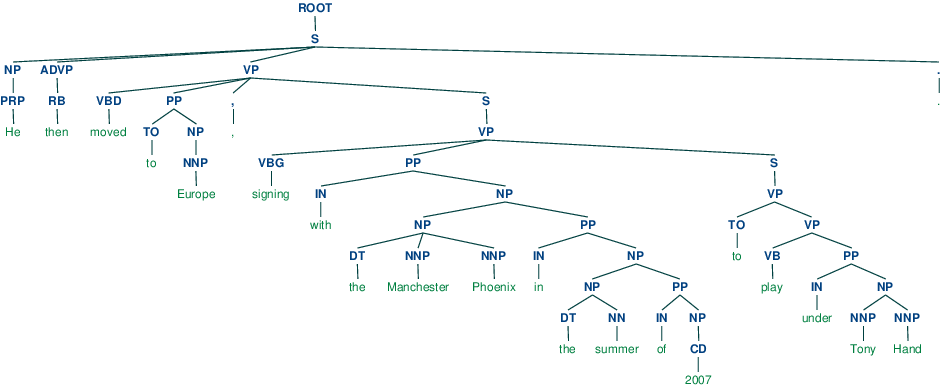 ROOT
S
NP ADVP VP .
PRP RB VBD PP , S .
He then moved TO NP , VP
to NNP VBG PP S
Europe signing IN NP VP
with NP PP TO VP
DT NNP NNP IN NP to VB PP
the Manchester Phoenix in NP PP play IN NP
DT NN IN NP under NNP NNP
the summer of CD Tony Hand
2007